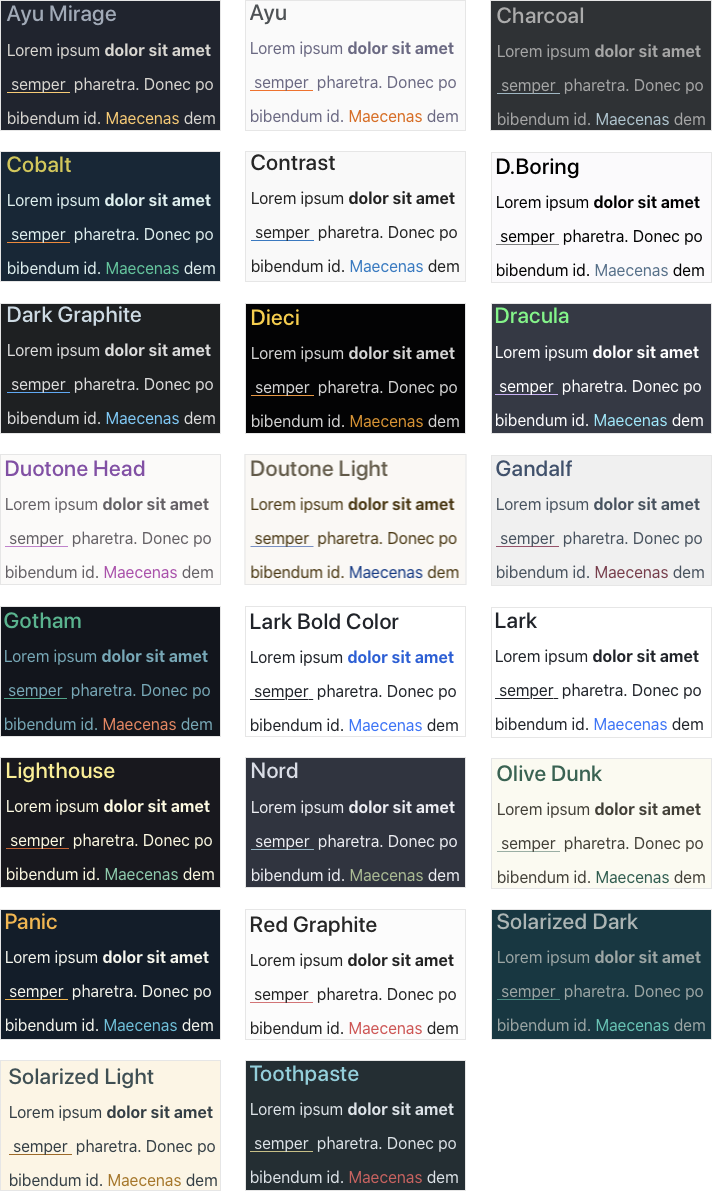 Ayu Mirage
Lorem ipsum dolor sit amet
semper pharetra. Donec po
bibendum id. Maecenas dem
Ayu
Lorem ipsum dolor sit amet
semper pharetra. Donec po
bibendum id. Maecenas dem
Charcoal
Lorem ipsum dolor sit amet
semper pharetra. Donec po
bibendum id. Maecenas dem
Cobalt
Lorem ipsum dolor sit amet
semper pharetra. Donec po
bibendum id. Maecenas dem
Contrast
Lorem ipsum dolor sit amet
semper pharetra. Donec po
bibendum id. Maecenas dem
D.Boring
Lorem ipsum dolor sit amet
semper pharetra. Donec po
bibendum id. Maecenas dem
Dark Graphite
Lorem ipsum dolor sit amet
semper pharetra. Donec po
bibendum id. Maecenas dem
Dieci
Lorem ipsum dolor sit amet
semper pharetra. Donec po
bibendum id. Maecenas dem
Dracula
Lorem ipsum dolor sit amet
semper pharetra. Donec po
bibendum id. Maecenas dem
Duotone Head
Lorem ipsum dolor sit amet
semper pharetra. Donec po
bibendum id. Maecenas dem
Doutone Light
Lorem ipsum dolor sit amet
semper pharetra. Donec po
bibendum id. Maecenas dem
Gandalf
Lorem ipsum dolor sit amet
semper pharetra. Donec po
bibendum id. Maecenas dem
Gotham
Lorem ipsum dolor sit amet
semper pharetra. Donec po
bibendum id. Maecenas dem
Lark Bold Color
Lorem ipsum dolor sit amet
semper pharetra. Donec po
bibendum id. Maecenas dem
Lark
Lorem ipsum dolor sit amet
semper pharetra. Donec po
bibendum id. Maecenas dem
Lighthouse
Lorem ipsum dolor sit amet
semper pharetra. Donec po
bibendum id. Maecenas dem
Nord
Lorem ipsum dolor sit amet
semper pharetra. Donec po
bibendum id. Maecenas dem
Olive Dunk
Lorem ipsum dolor sit amet
semper pharetra. Donec po
bibendum id. Maecenas dem
Panic
Lorem ipsum dolor sit amet
semper pharetra. Donec po
bibendum id. Maecenas dem
Red Graphite
Lorem ipsum dolor sit amet
semper pharetra. Donec po
bibendum id. Maecenas dem
Solarized Dark
Lorem ipsum dolor sit amet
semper pharetra. Donec po
bibendum id. Maecenas dem
Solarized Light
Lorem ipsum dolor sit amet
semper pharetra. Donec po
bibendum id. Maecenas dem
Toothpaste
Lorem ipsum dolor sit amet
semper pharetra. Donec po
bibendum id. Maecenas dem